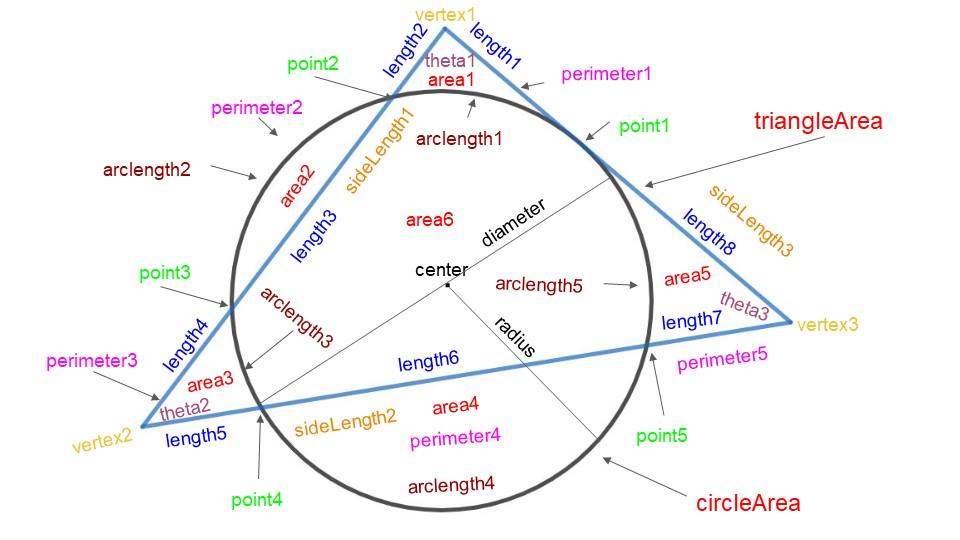 vertex1
length2
length1
theta1
area1
point2
perimeter1
perimeter2
point1
triangleArea
arclength1
sideLength1
arclength2
area2
sideLength3
area6
diameter
length3
length8
center
point3
arclength5
area5
arclength3
theta3
length7
vertex3
radius
length4
perimeter3
length6
perimeter5
area3
theta2
area4
sideLength2
vertex2
length5
perimeter4
point5
arclength4
point4
circleArea